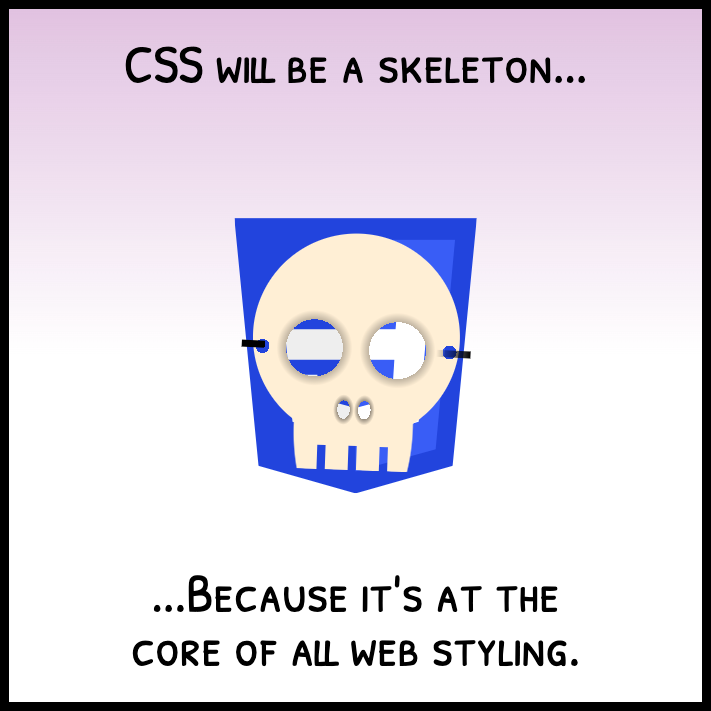 CSS will be a skeleton...
...Because it's at the
core of all web styling.